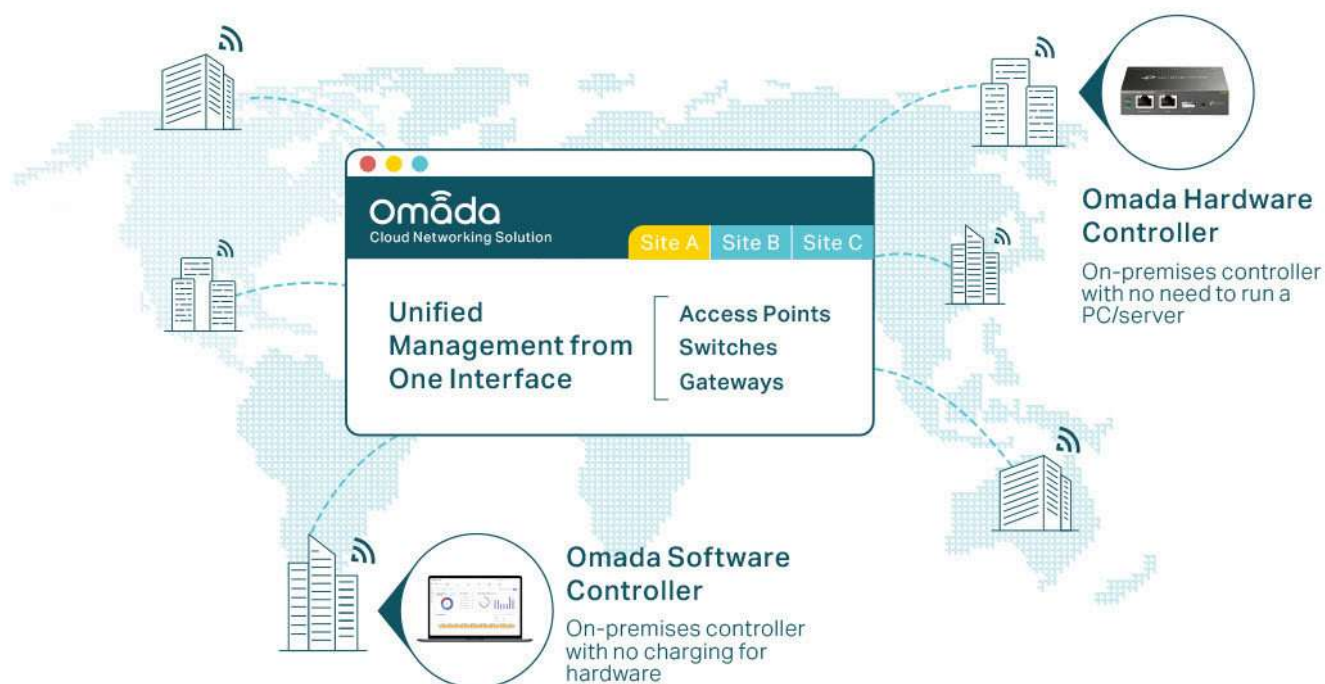 Omada
Cloud Networking Solution
Site A
Site B
Site C
Unified
Management from
One Interface
Access Points
Switches
Gateways
Omada Hardware
Controller
On-premises controller
with no need to run a
PC/server
Omada Software
Controller
On-premises controller
with no charging for
hardware